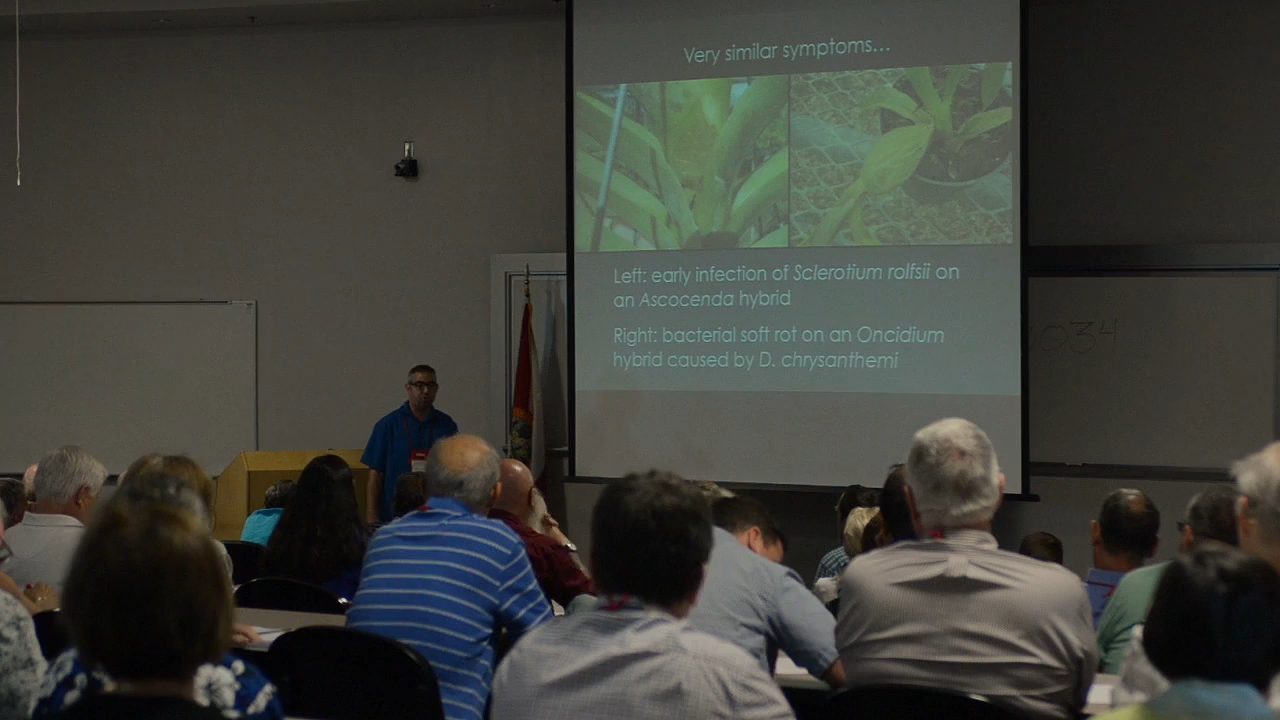 Very similar symptoms...
Left: early infection of Sclerotium rolfsii on
an Ascocenda hybrid
Right: bacterial soft rot on an Oncidium
hybrid caused by D. chrysanthemi
034